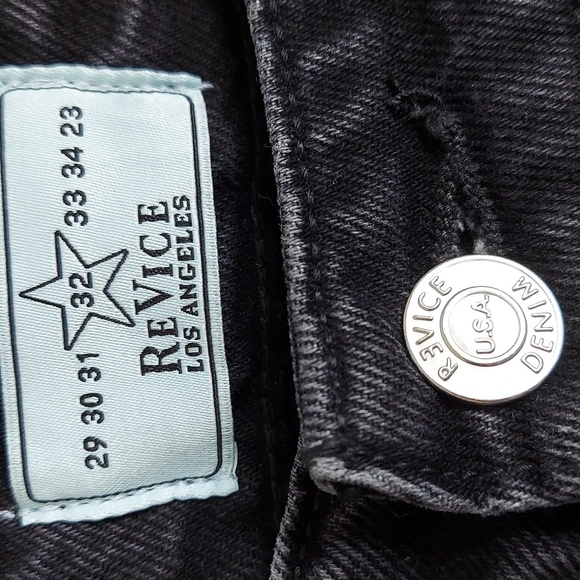 29 30 31 32 33 34 23
REVICE
LOS ANGELES
REVICE
U.S.A.
DENIM